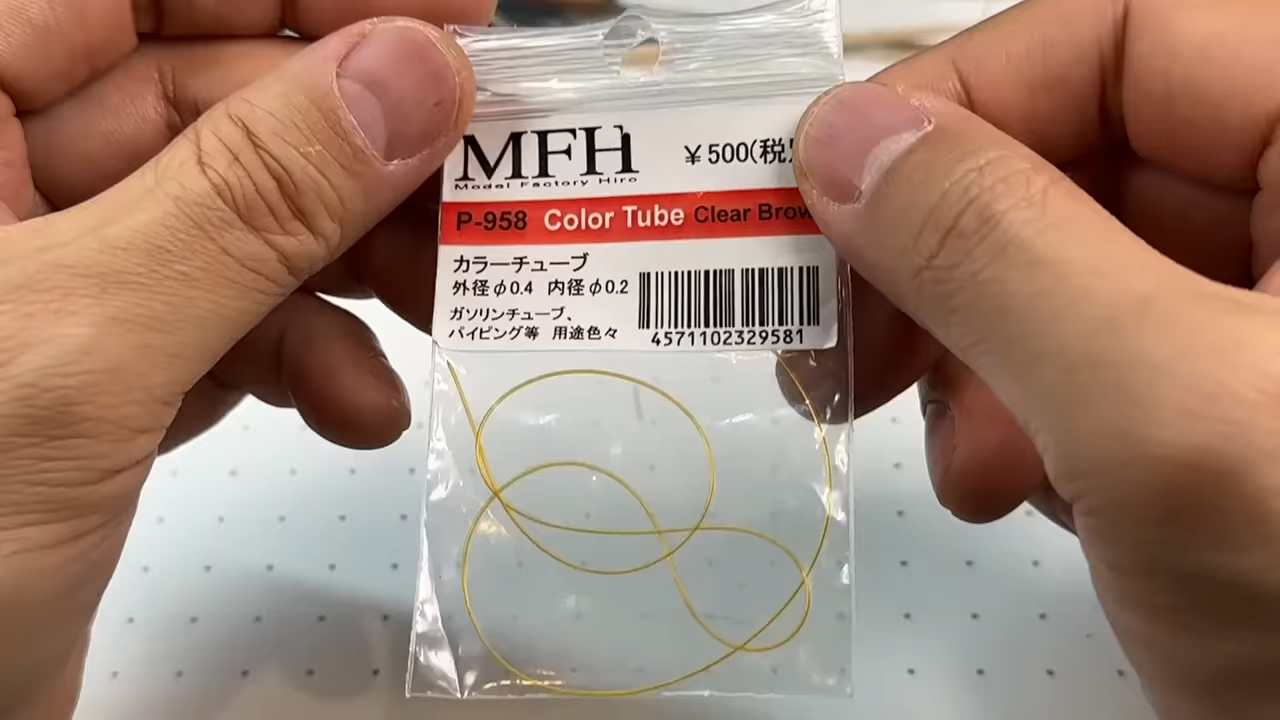 MFH
Model Factory Hiro
¥500(税
P-958 Color Tube Clear
カラーチューブ
外径φ0.4 内径φ0.2
ガソリンチューブ、
パイピング等 用途色々
4571102329581